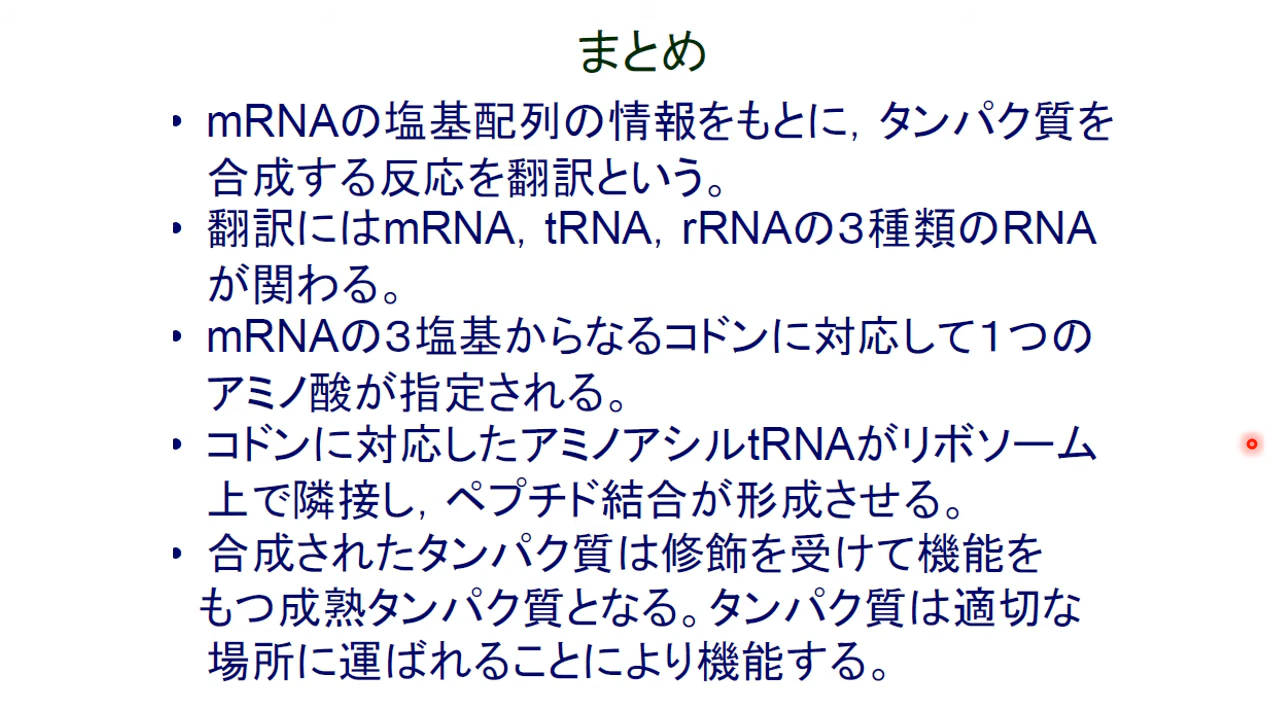 まとめ
• mRNAの塩基配列の情報をもとに，タンパク質を
合成する反応を翻訳という。
• 翻訳にはmRNA，tRNA，rRNAの３種類のRNA
が関わる。
• mRNAの３塩基からなるコドンに対応して１つの
アミノ酸が指定される。
• コドンに対応したアミノアシルtRNAがリボソーム
上で隣接し，ペプチド結合が形成させる。
• 合成されたタンパク質は修飾を受けて機能を
もつ成熟タンパク質となる。タンパク質は適切な
場所に運ばれることにより機能する。